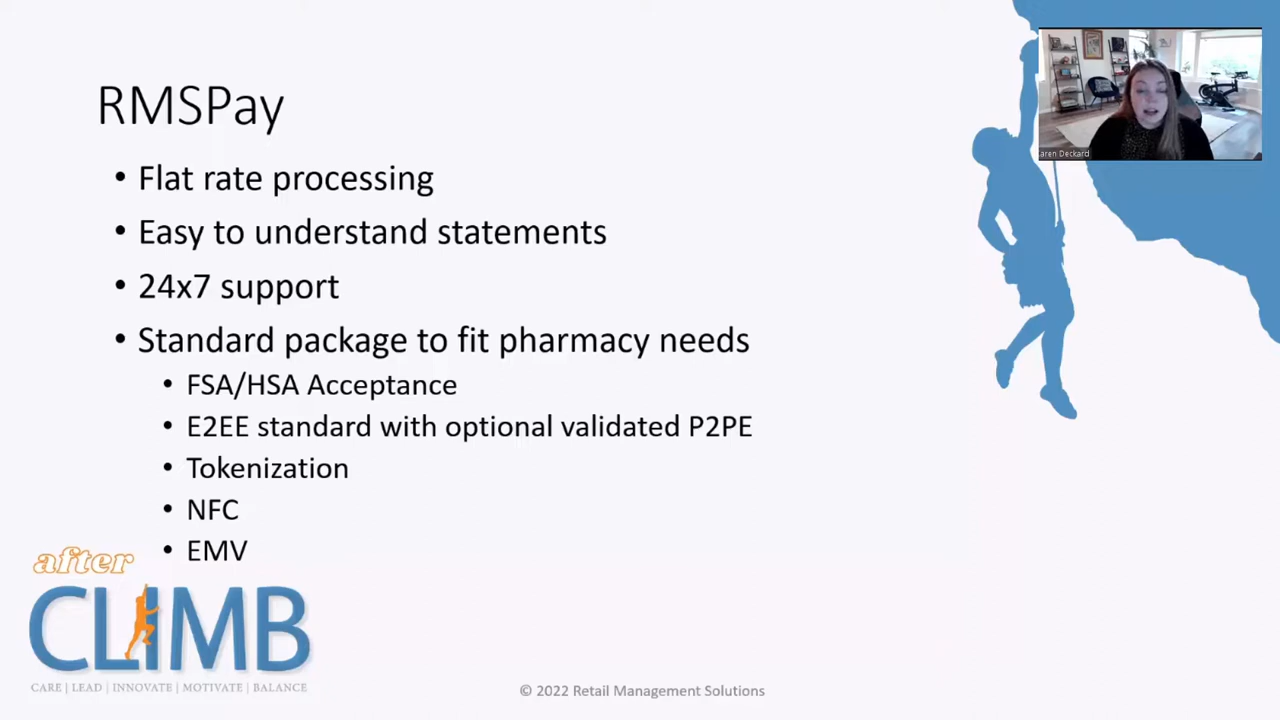 RMSPay
• Flat rate processing
• Easy to understand statements
• 24x7 support
• Standard package to fit pharmacy needs
• FSA/HSA Acceptance
• E2EE standard with optional validated P2PE
• Tokenization
• NFC
• EMV
aren Deckard
after
CLIMB
CARE | LEAD | INNOVATE | MOTIVATE | BALANCE
© 2022 Retail Management Solutions